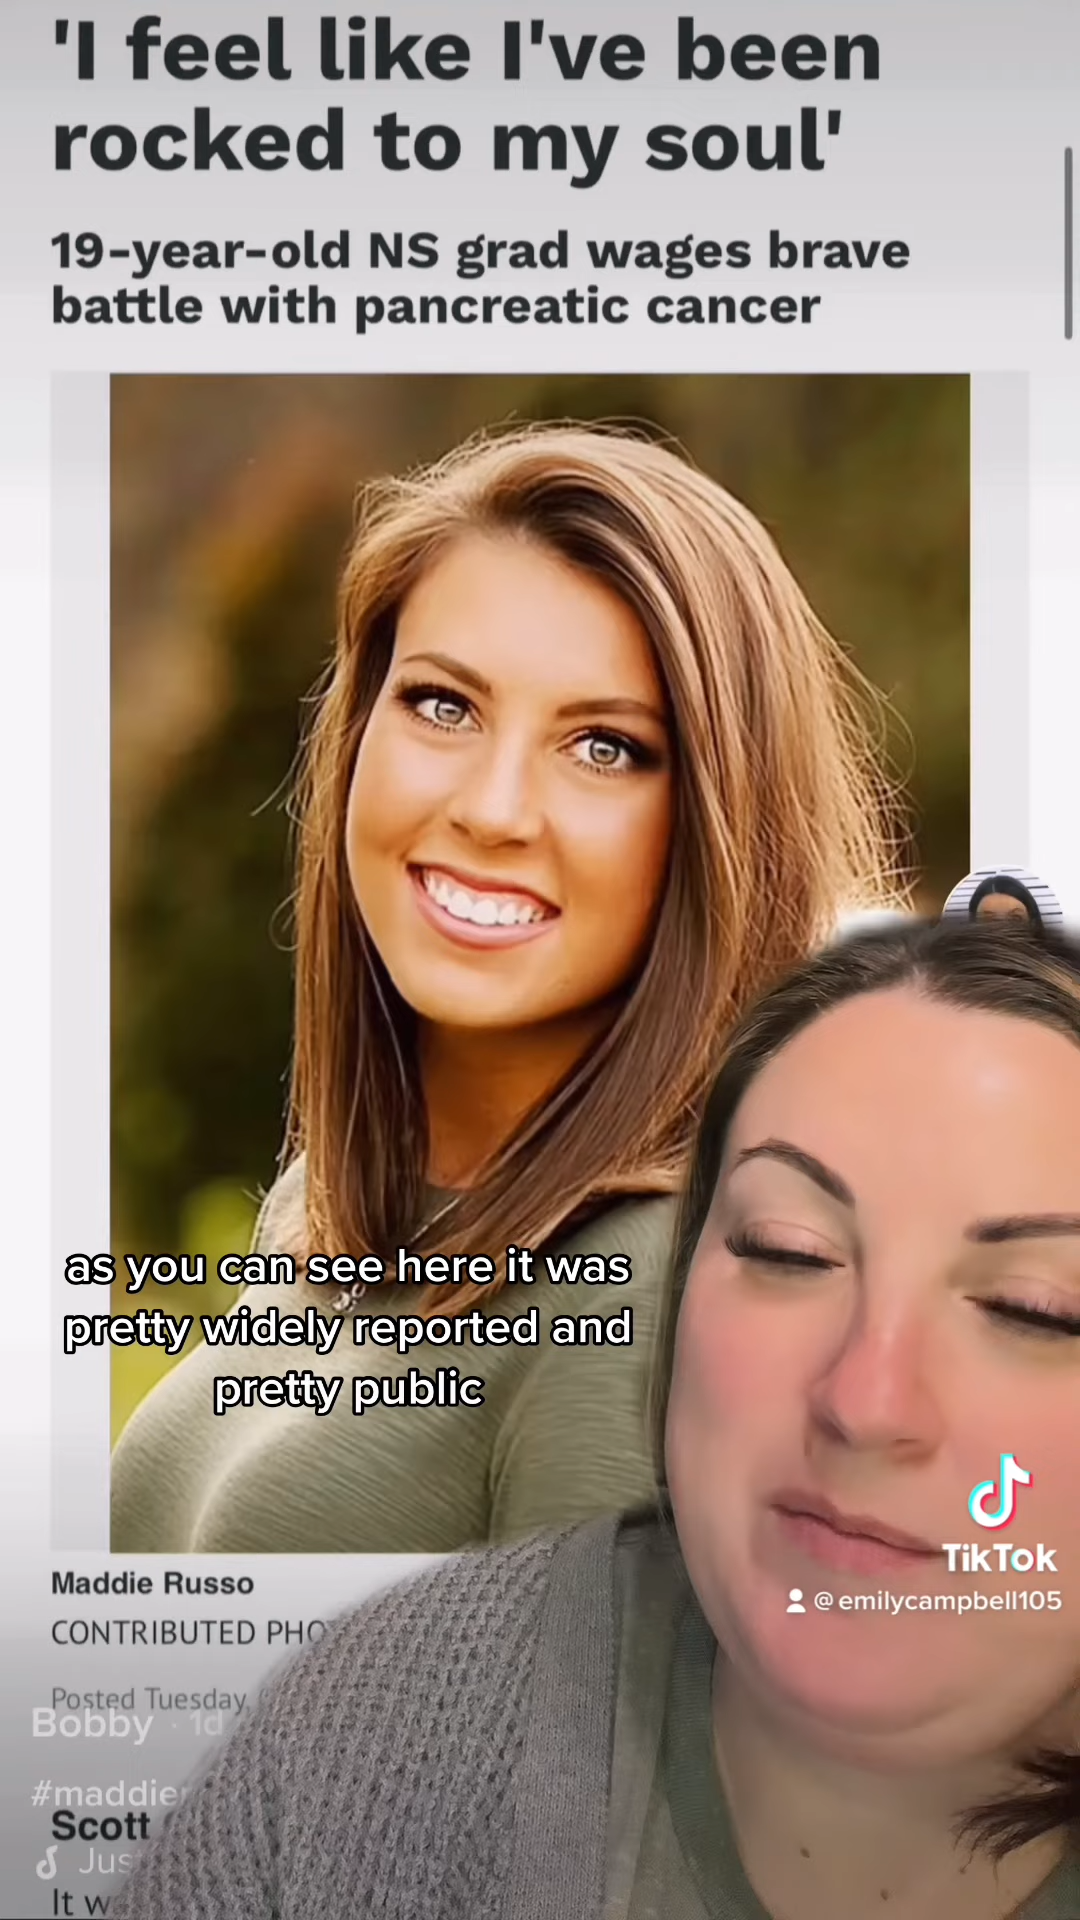 'I feel like I've been
rocked to my soul'
19-year-old NS grad wages brave
battle with pancreatic cancer
as you can see here it was
pretty widely reported and
pretty public
TikTok
@emilycampbell105
Maddie Russo
CONTRIBUTED
Posted Tuesday,
Bobby · 1d
Scott
It